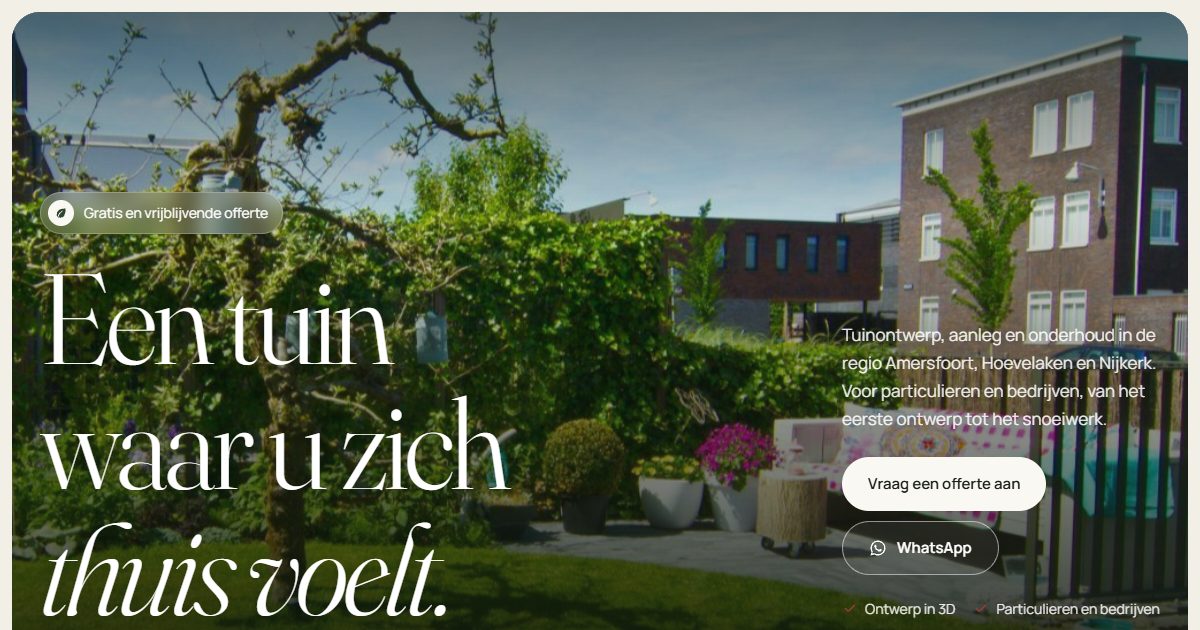 Gratis en vrijblijvende offerte
Een tuin
waar u zich
thuis voelt.
Tuinontwerp, aanleg en onderhoud in de
regio Amersfoort, Hoevelaken en Nijkerk.
Voor particulieren en bedrijven, van het
eerste ontwerp tot het snoeiwerk.
Vraag een offerte aan
WhatsApp
Ontwerp in 3D
Particulieren en bedrijven